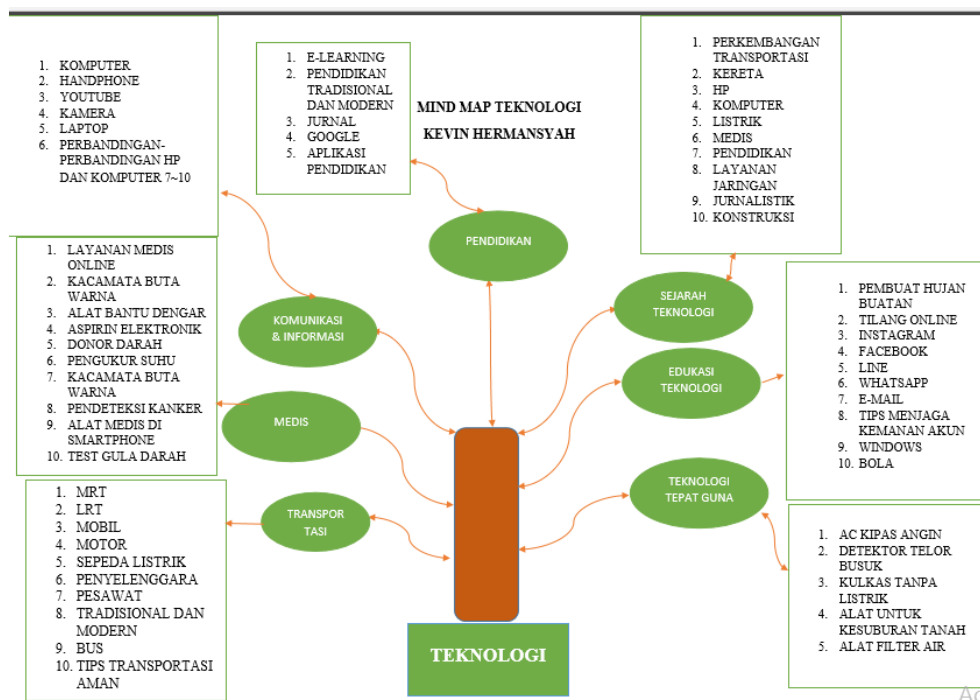 1. KOMPUTER
2. HANDPHONE
3. YOUTUBE
4. KAMERA
5. LAPTOP
6. PERBANDINGAN-
PERBANDINGAN HP
DAN KOMPUTER 7~10
1. E-LEARNING
2. PENDIDIKAN
TRADISIONAL
DAN MODERN
3. JURNAL
4. GOOGLE
5. APLIKASI
PENDIDIKAN
MIND MAP TEKNOLOGI
KEVIN HERMANSYAH
1. PERKEMBANGAN
TRANSPORTASI
2. KERETA
3. HP
4. KOMPUTER
5. LISTRIK
6. MEDIS
7. PENDIDIKAN
8. LAYANAN
JARINGAN
9. JURNALISTIK
10. KONSTRUKSI
PENDIDIKAN
1. LAYANAN MEDIS
ONLINE
2. KACAMATA BUTA
WARNA
3. ALAT BANTU DENGAR
4. ASPIRIN ELEKTRONIK
5. DONOR DARAH
6. PENGUKUR SUHU
7. KACAMATA BUTA
WARNA
8. PENDETEKSI KANKER
9. ALAT MEDIS DI
SMARTPHONE
10. TEST GULA DARAH
KOMUNIKASI
& INFORMASI
SEJARAH
TEKNOLOGI
1. PEMBUAT HUJAN
BUATAN
2. TILANG ONLINE
3. INSTAGRAM
4. FACEBOOK
5. LINE
6. WHATSAPP
7. E-MAIL
8. TIPS MENJAGA
KEMANAN AKUN
9. WINDOWS
10. BOLA
EDUKASI
TEKNOLOGI
MEDIS
1. MRT
2. LRT
3. MOBIL
4. MOTOR
5. SEPEDA LISTRIK
6. PENYELENGGARA
7. PESAWAT
8. TRADISIONAL DAN
MODERN
9. BUS
10. TIPS TRANSPORTASI
AMAN
TRANSPOR
TASI
TEKNOLOGI
TEPAT GUNA
1. AC KIPAS ANGIN
2. DETEKTOR TELOR
BUSUK
3. KULKAS TANPA
LISTRIK
4. ALAT UNTUK
KESUBURAN TANAH
5. ALAT FILTER AIR
TEKNOLOGI